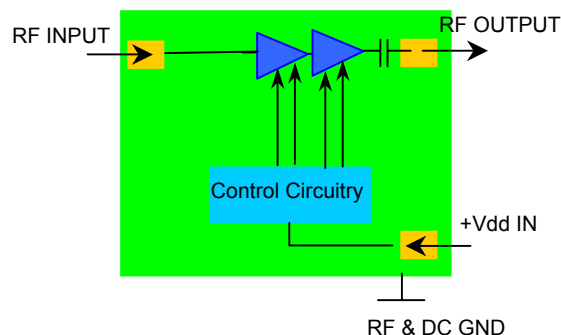 RF INPUT
RF OUTPUT
Control Circuitry
+Vdd IN
RF & DC GND